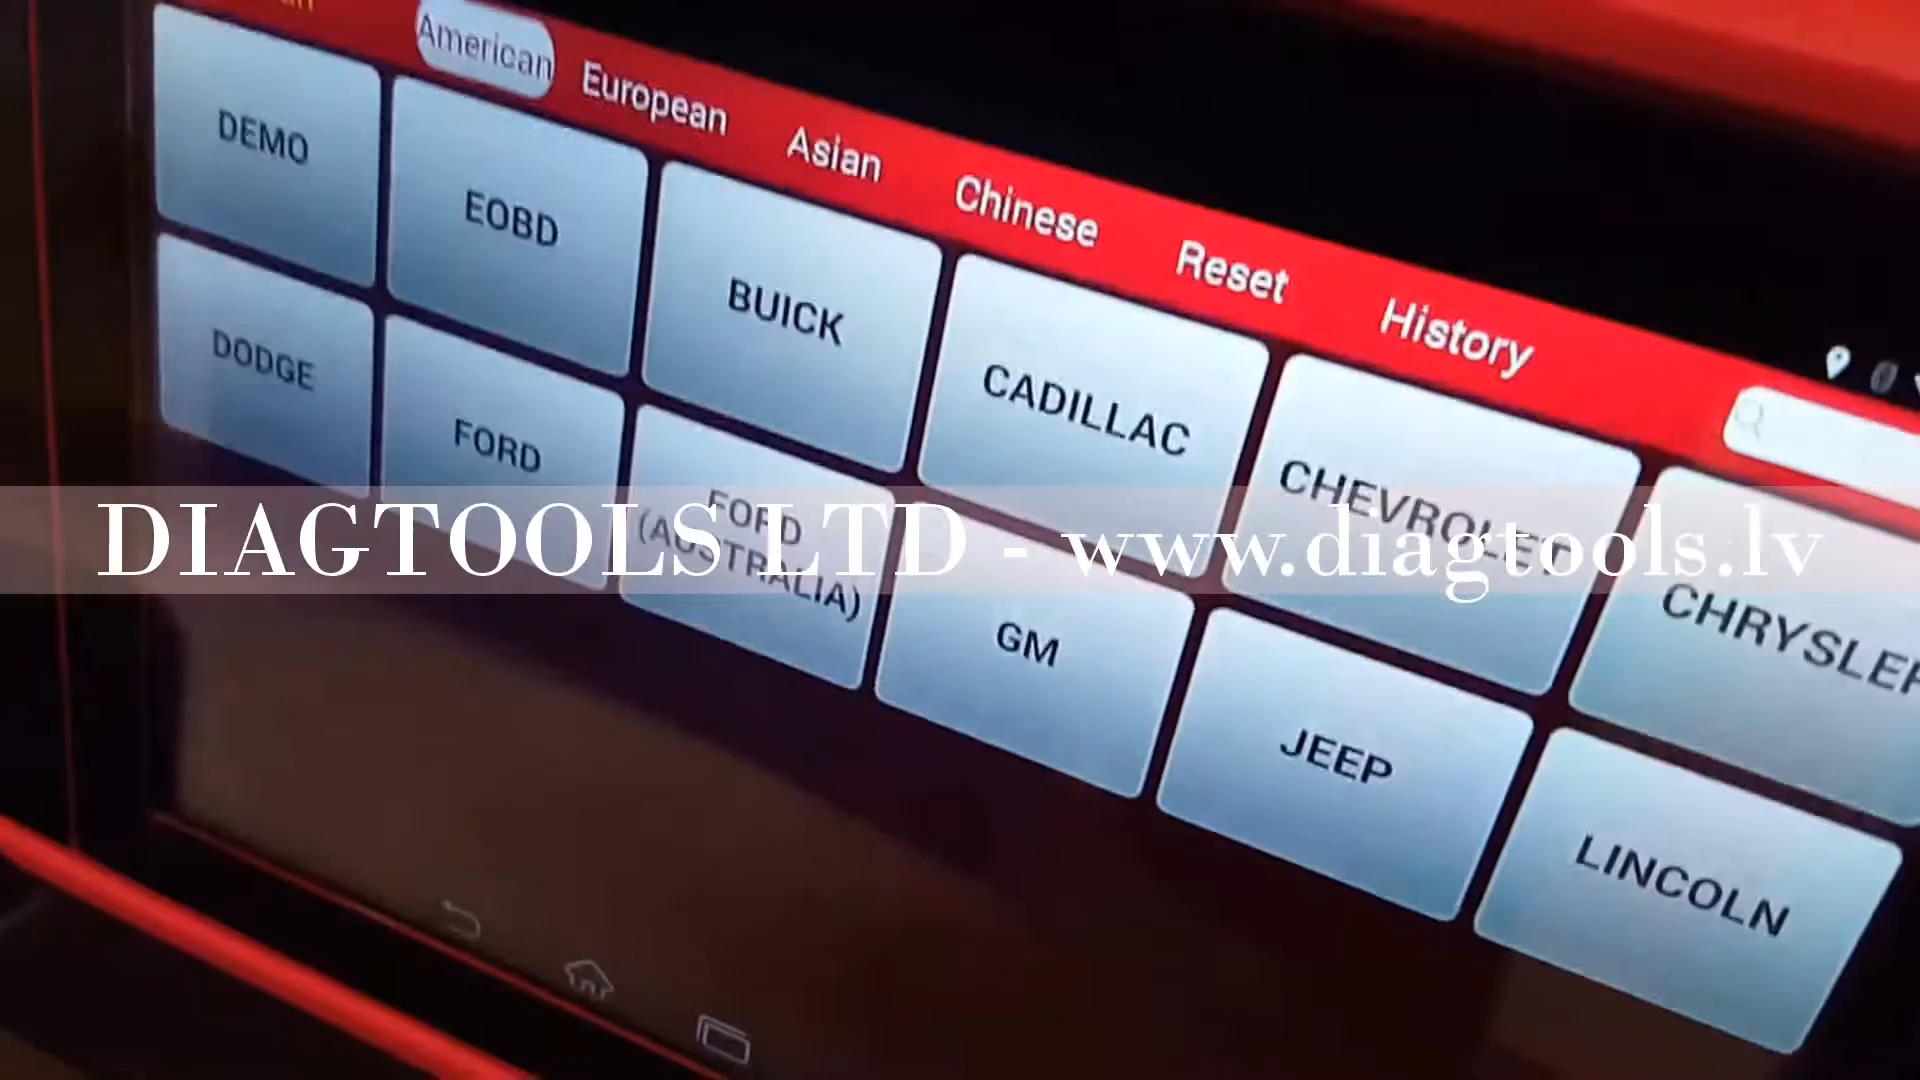 American
European
Asian
Chinese
Reset
History
DEMO
EOBD
BUICK
CADILLAC
CHEVROLET
CHRYSLER
DODGE
FORD
FORD
(AUSTRALIA)
GM
JEEP
LINCOLN
DIAGTOOLS LTD - www.diagtools.lv